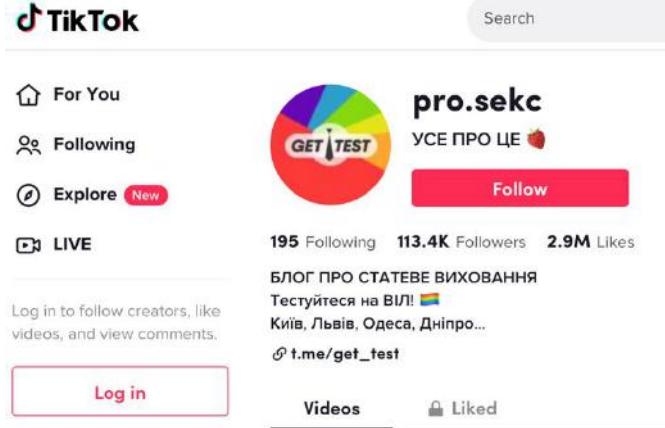 TikTok
Search
For You
Following
Explore New
LIVE
Log in to follow creators, like
videos, and view comments.
Log in
GET TEST
pro.sekc
УСЕ ПРО ЦЕ 🍓
Follow
195 Following 113.4K Followers 2.9M Likes
БЛОГ ПРО СТАТЕВЕ ВИХОВАННЯ
Тестуйтеся на ВІЛ! 🏳️‍🌈
Київ, Львів, Одеса, Дніпро...
t.me/get_test
Videos Liked